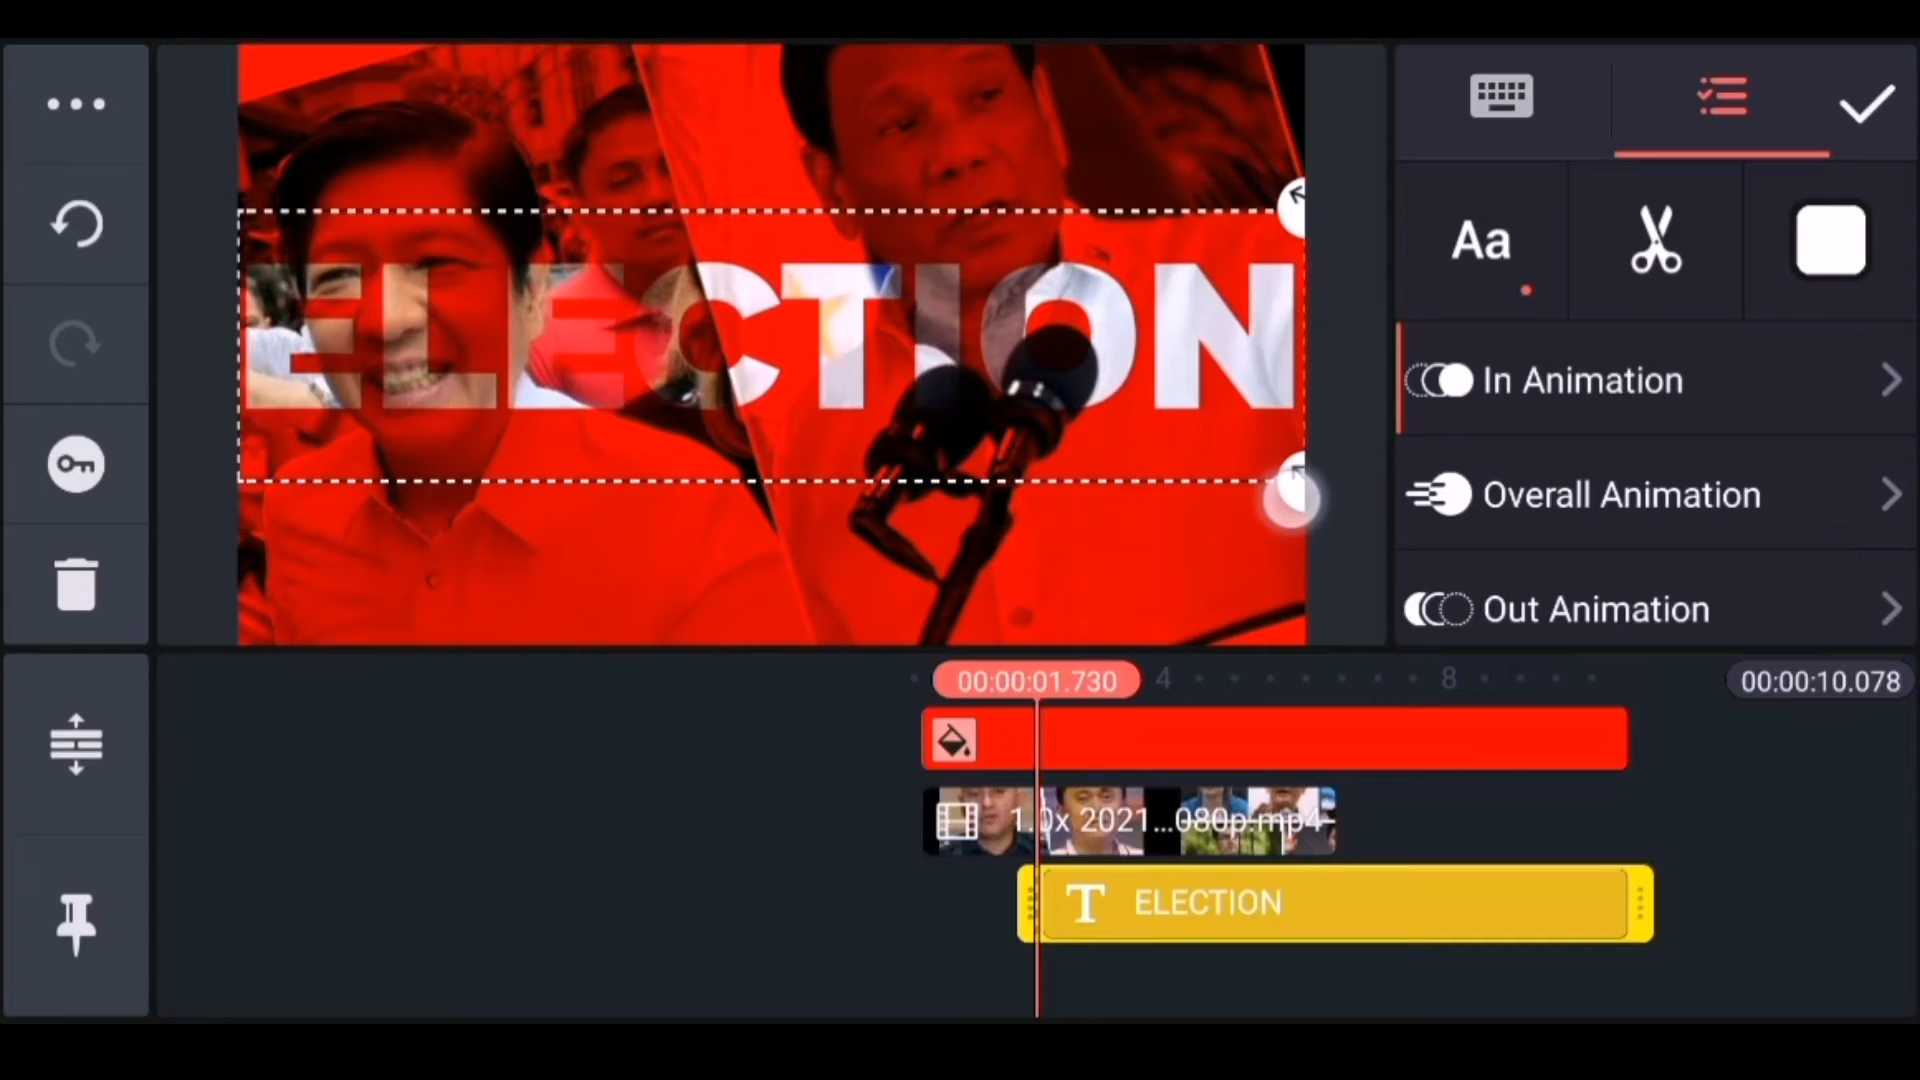 ELECTION
Aa
In Animation
Overall Animation
Out Animation
00:00:01.730
4
8
00:00:10.078
1.0x 2021...080p.mp4
T ELECTION